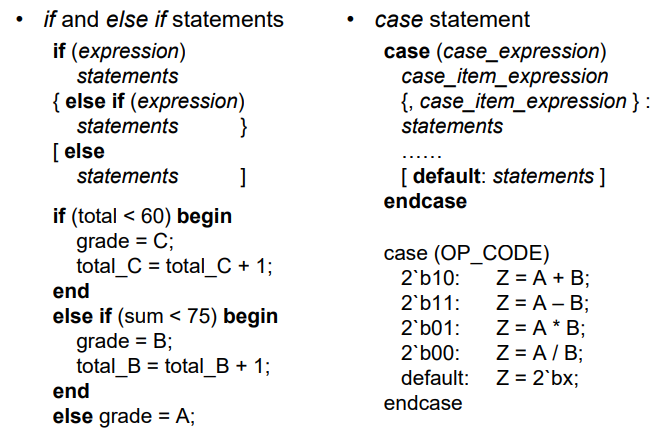 • if and else if statements
if (expression)
statements
{ else if (expression)
statements }
[ else
statements ]
if (total < 60) begin
grade = C;
total_C = total_C + 1;
end
else if (sum < 75) begin
grade = B;
total_B = total_B + 1;
end
else grade = A;
• case statement
case (case_expression)
case_item_expression
{, case_item_expression } :
statements
……
[ default: statements ]
endcase
case (OP_CODE)
2`b10: Z = A + B;
2`b11: Z = A – B;
2`b01: Z = A * B;
2`b00: Z = A / B;
default: Z = 2`bx;
endcase